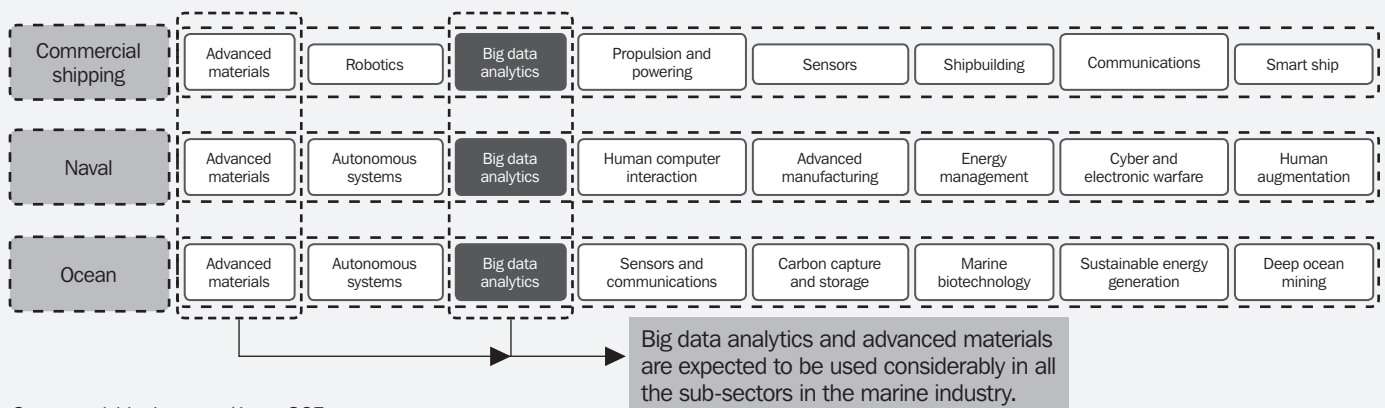 Commercial
shipping
Advanced
materials
Robotics
Big data
analytics
Propulsion and
powering
Sensors
Shipbuilding
Communications
Smart ship
Naval
Advanced
materials
Autonomous
systems
Big data
analytics
Human computer
interaction
Advanced
manufacturing
Energy
management
Cyber and
electronic warfare
Human
augmentation
Ocean
Advanced
materials
Autonomous
systems
Big data
analytics
Sensors and
communications
Carbon capture
and storage
Marine
biotechnology
Sustainable energy
generation
Deep ocean
mining
Big data analytics and advanced materials
are expected to be used considerably in all
the sub-sectors in the marine industry.